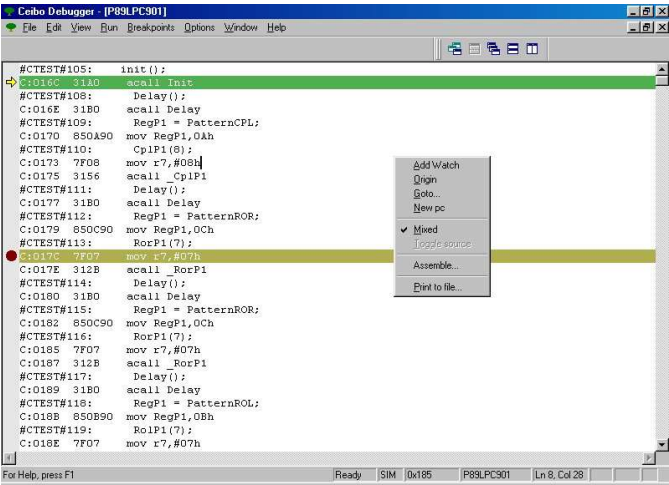 Ceibo Debugger - [P89LPC901]
File Edit View Run Breakpoints Options Window Help
#CTEST#105: init();
C:016C 31A0 acall Init
#CTEST#108: Delay();
C:016E 31B0 acall Delay
#CTEST#109: RegP1 = PatternCPL;
C:0170 850A90 mov RegP1,0Ah
#CTEST#110: CplP1(8);
C:0173 7F08 mov r7,#08h
C:0175 3156 acall _CplP1
#CTEST#111: Delay();
C:0177 31B0 acall Delay
#CTEST#112: RegP1 = PatternROR;
C:0179 850C90 mov RegP1,0Ch
#CTEST#113: RorP1(7);
C:017C 7F07 mov r7,#07h
C:017E 312B acall _RorP1
#CTEST#114: Delay();
C:0180 31B0 acall Delay
#CTEST#115: RegP1 = PatternROR;
C:0182 850C90 mov RegP1,0Ch
#CTEST#116: RorP1(7);
C:0185 7F07 mov r7,#07h
C:0187 312B acall _RorP1
#CTEST#117: Delay();
C:0189 31B0 acall Delay
#CTEST#118: RegP1 = PatternROL;
C:018B 850B90 mov RegP1,0Bh
#CTEST#119: RolP1(7);
C:018E 7F07 mov r7,#07h
Add Watch
Origin
Goto...
New pc
Mixed
Toggle source
Assemble...
Print to file...
For Help, press F1 Ready SIM 0x185 P89LPC901 Ln 8, Col 28